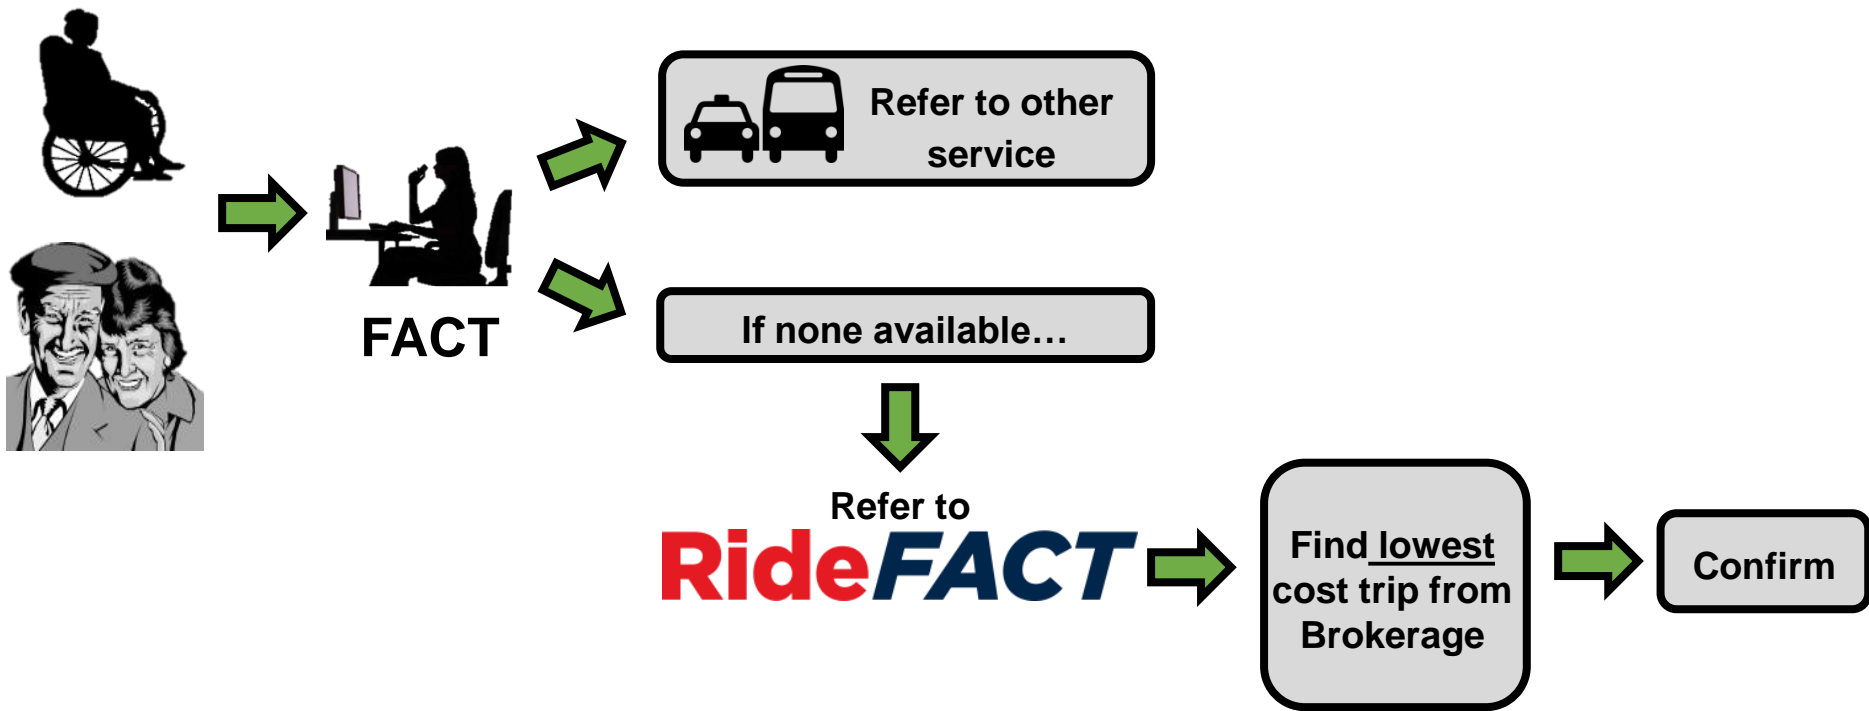 Refer to other
service
FACT
If none available…
Refer to
RideFACT
Find lowest
cost trip from
Brokerage
Confirm